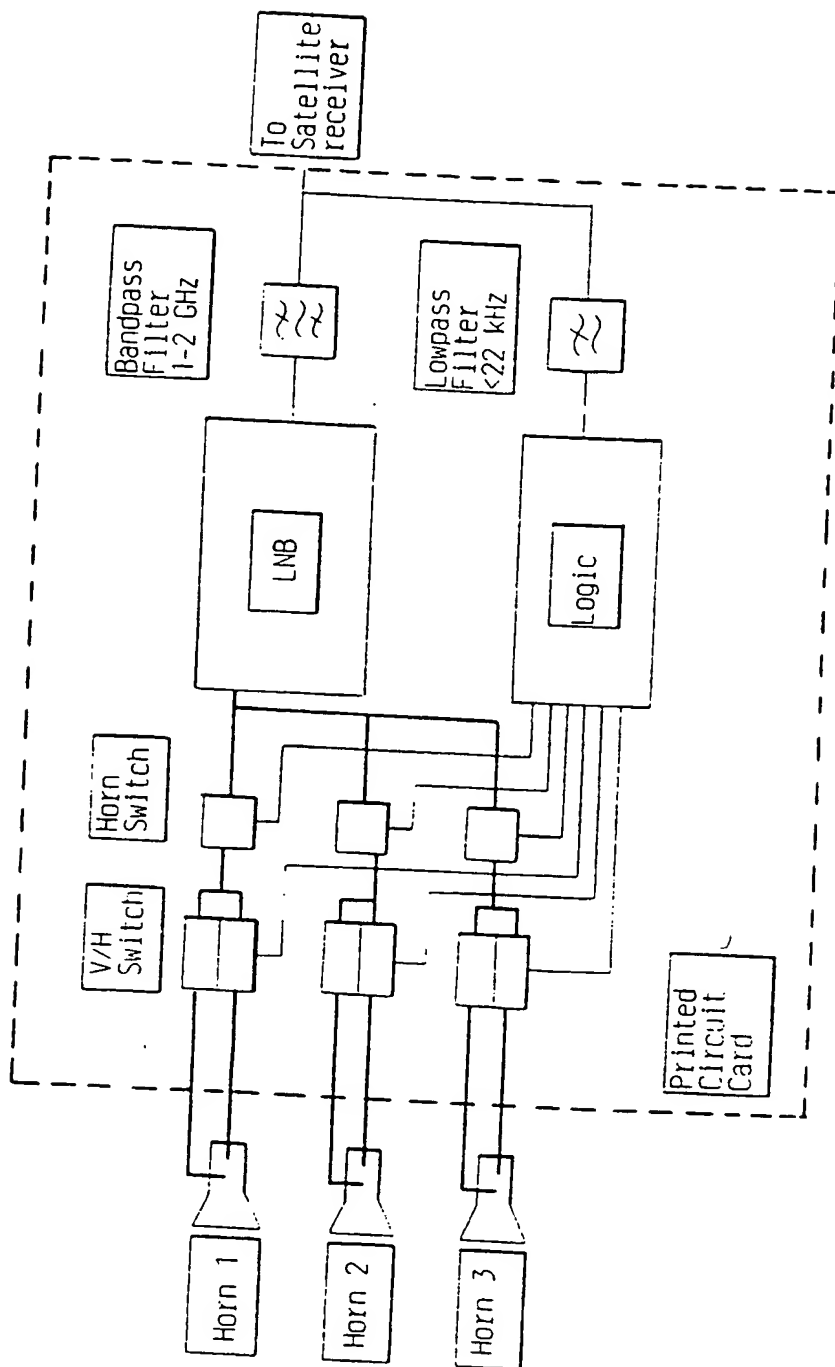 To
Satellite
receiver
Bandpass
Filter
1-2 GHz
Lowpass
Filter
<22 kHz
LNB
Logic
Horn
Switch
V/H
Switch
Printed
Circuit
Card
Horn 1
Horn 2
Horn 3